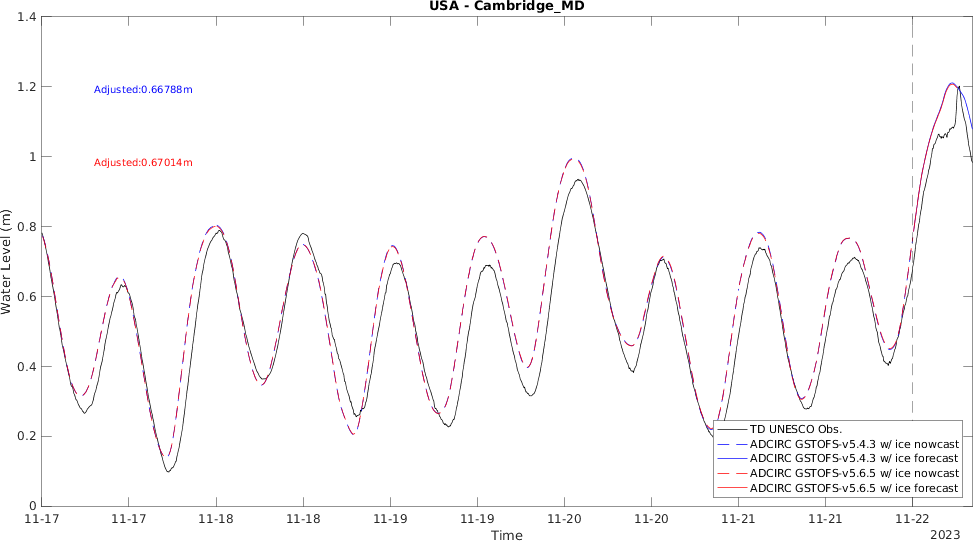 USA - Cambridge_MD
1.4
1.2
1
0.8
0.6
0.4
0.2
0
Water Level (m)
Adjusted:0.66788m
Adjusted:0.67014m
TD UNESCO Obs.
ADCIRC GSTOFS-v5.4.3 w/ ice nowcast
ADCIRC GSTOFS-v5.4.3 w/ ice forecast
ADCIRC GSTOFS-v5.6.5 w/ ice nowcast
ADCIRC GSTOFS-v5.6.5 w/ ice forecast
11-17 11-17 11-18 11-18 11-19 11-19 11-20 11-20 11-21 11-21 11-22
Time
2023